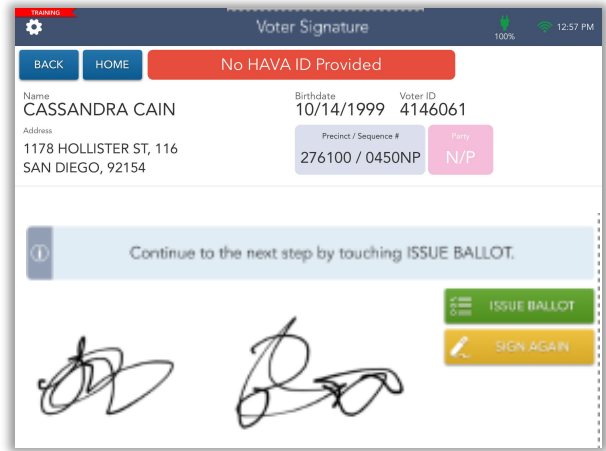 TRAINING
Voter Signature
100%
12:57 PM
BACK
HOME
No HAVA ID Provided
Name
CASSANDRA CAIN
Birthdate
10/14/1999
Voter ID
4146061
Address
1178 HOLLISTER ST, 116
SAN DIEGO, 92154
Precinct / Sequence #
276100 / 0450NP
Party
N/P
Continue to the next step by touching ISSUE BALLOT.
ISSUE BALLOT
SIGN AGAIN